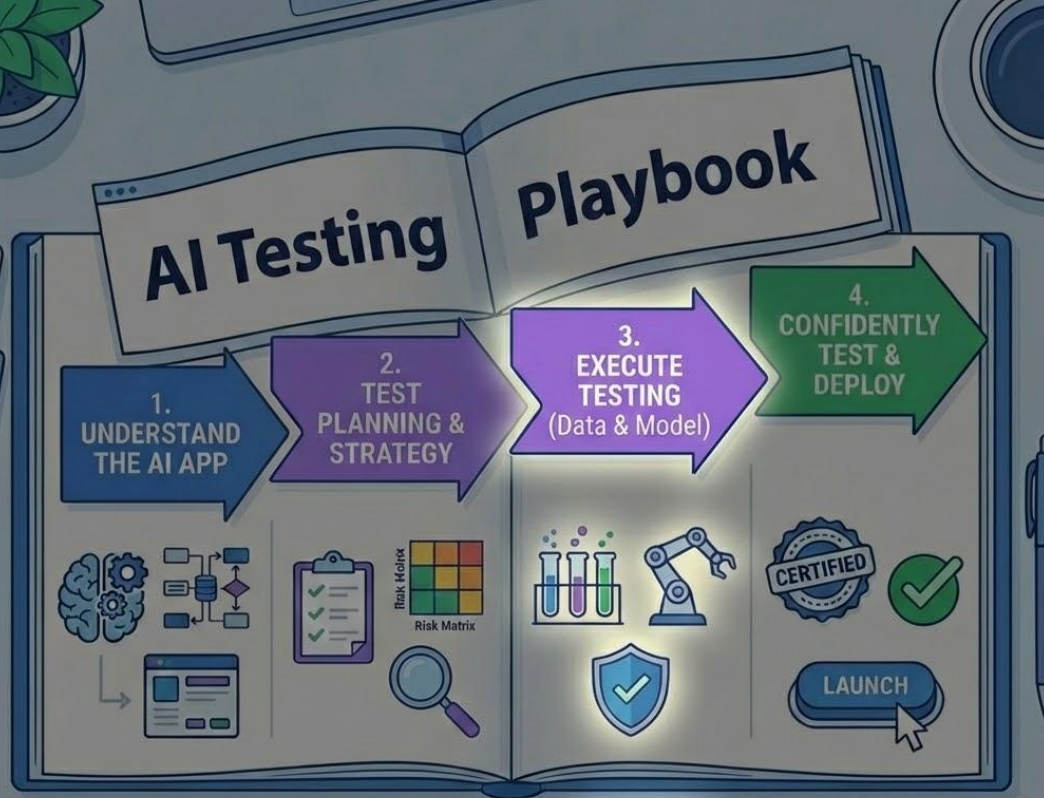 AI Testing
Playbook
1.
UNDERSTAND
THE AI APP
2.
TEST
PLANNING &
STRATEGY
3.
EXECUTE
TESTING
(Data & Model)
4.
CONFIDENTLY
TEST &
DEPLOY
Risk Matrix
CERTIFIED
LAUNCH